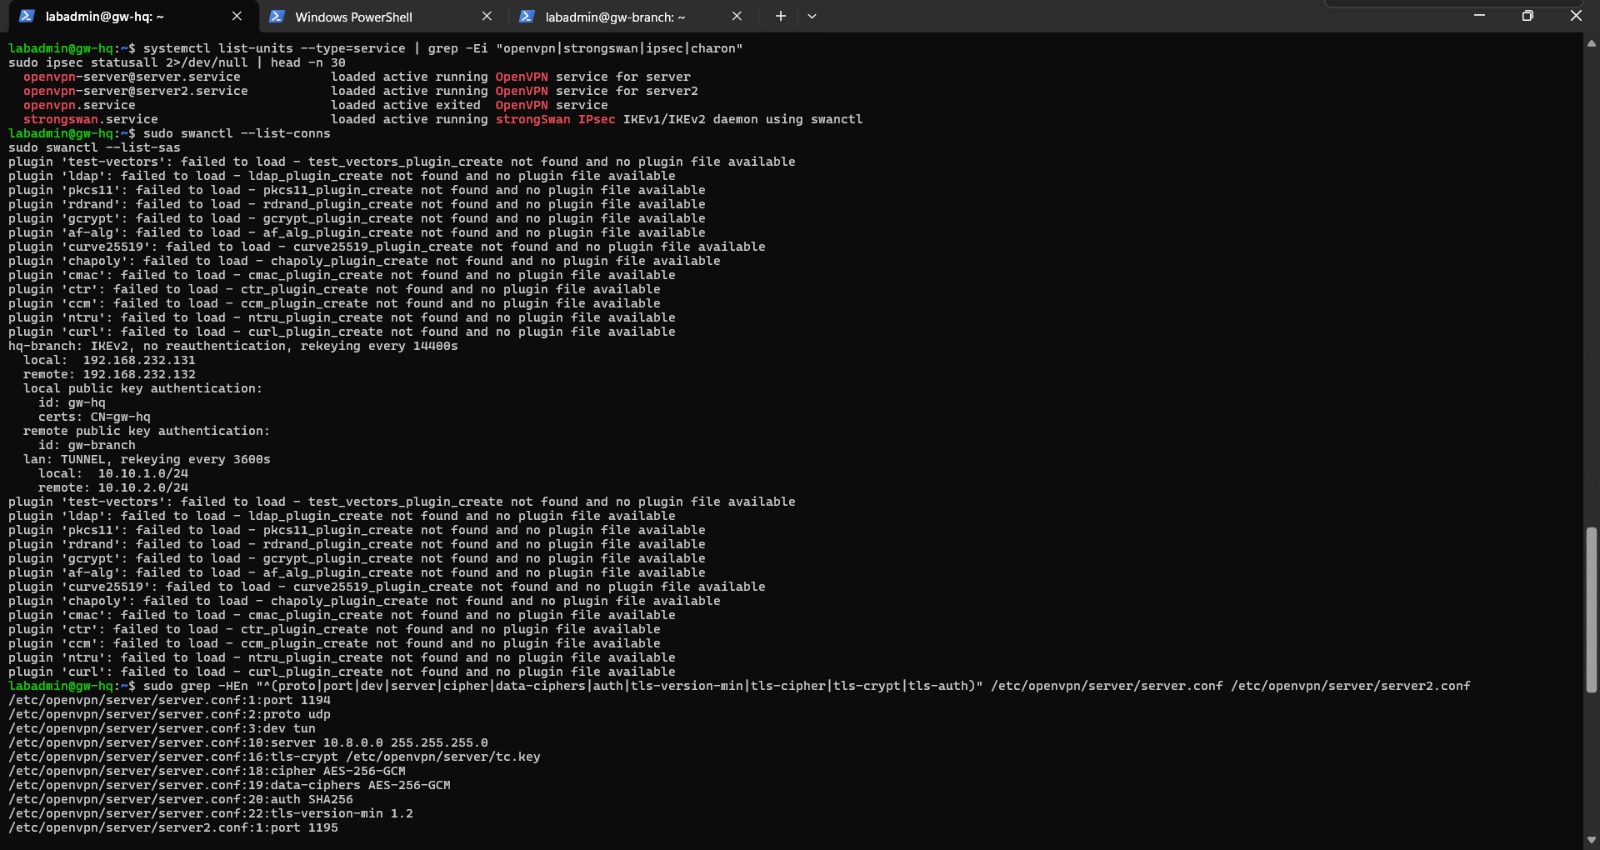 labadmin@gw-hq: ~
Windows PowerShell
labadmin@gw-branch: ~
labadmin@gw-hq:~$ systemctl list-units --type=service | grep -Ei "openvpn|strongswan|ipsec|charon"
sudo ipsec statusall 2>/dev/null | head -n 30
  openvpn-server@server.service            loaded active running OpenVPN service for server
  openvpn-server@server2.service           loaded active running OpenVPN service for server2
  openvpn.service                          loaded active exited  OpenVPN service
  strongswan.service                       loaded active running strongSwan IPsec IKEv1/IKEv2 daemon using swanctl
labadmin@gw-hq:~$ sudo swanctl --list-conns
sudo swanctl --list-sas
plugin 'test-vectors': failed to load - test_vectors_plugin_create not found and no plugin file available
plugin 'ldap': failed to load - ldap_plugin_create not found and no plugin file available
plugin 'pkcs11': failed to load - pkcs11_plugin_create not found and no plugin file available
plugin 'rdrand': failed to load - rdrand_plugin_create not found and no plugin file available
plugin 'gcrypt': failed to load - gcrypt_plugin_create not found and no plugin file available
plugin 'af-alg': failed to load - af_alg_plugin_create not found and no plugin file available
plugin 'curve25519': failed to load - curve25519_plugin_create not found and no plugin file available
plugin 'chapoly': failed to load - chapoly_plugin_create not found and no plugin file available
plugin 'cmac': failed to load - cmac_plugin_create not found and no plugin file available
plugin 'ctr': failed to load - ctr_plugin_create not found and no plugin file available
plugin 'ccm': failed to load - ccm_plugin_create not found and no plugin file available
plugin 'ntru': failed to load - ntru_plugin_create not found and no plugin file available
plugin 'curl': failed to load - curl_plugin_create not found and no plugin file available
hq-branch: IKEv2, no reauthentication, rekeying every 14400s
  local:  192.168.232.131
  remote: 192.168.232.132
  local public key authentication:
    id: gw-hq
    certs: CN=gw-hq
  remote public key authentication:
    id: gw-branch
  lan: TUNNEL, rekeying every 3600s
    local:  10.10.1.0/24
    remote: 10.10.2.0/24
plugin 'test-vectors': failed to load - test_vectors_plugin_create not found and no plugin file available
plugin 'ldap': failed to load - ldap_plugin_create not found and no plugin file available
plugin 'pkcs11': failed to load - pkcs11_plugin_create not found and no plugin file available
plugin 'rdrand': failed to load - rdrand_plugin_create not found and no plugin file available
plugin 'gcrypt': failed to load - gcrypt_plugin_create not found and no plugin file available
plugin 'af-alg': failed to load - af_alg_plugin_create not found and no plugin file available
plugin 'curve25519': failed to load - curve25519_plugin_create not found and no plugin file available
plugin 'chapoly': failed to load - chapoly_plugin_create not found and no plugin file available
plugin 'cmac': failed to load - cmac_plugin_create not found and no plugin file available
plugin 'ctr': failed to load - ctr_plugin_create not found and no plugin file available
plugin 'ccm': failed to load - ccm_plugin_create not found and no plugin file available
plugin 'ntru': failed to load - ntru_plugin_create not found and no plugin file available
plugin 'curl': failed to load - curl_plugin_create not found and no plugin file available
labadmin@gw-hq:~$ sudo grep -HEn "^(proto|port|dev|server|cipher|data-ciphers|auth|tls-version-min|tls-cipher|tls-crypt|tls-auth)" /etc/openvpn/server/server.conf /etc/openvpn/server/server2.conf
/etc/openvpn/server/server.conf:1:port 1194
/etc/openvpn/server/server.conf:2:proto udp
/etc/openvpn/server/server.conf:3:dev tun
/etc/openvpn/server/server.conf:10:server 10.8.0.0 255.255.255.0
/etc/openvpn/server/server.conf:16:tls-crypt /etc/openvpn/server/tc.key
/etc/openvpn/server/server.conf:18:cipher AES-256-GCM
/etc/openvpn/server/server.conf:19:data-ciphers AES-256-GCM
/etc/openvpn/server/server.conf:20:auth SHA256
/etc/openvpn/server/server.conf:22:tls-version-min 1.2
/etc/openvpn/server/server2.conf:1:port 1195